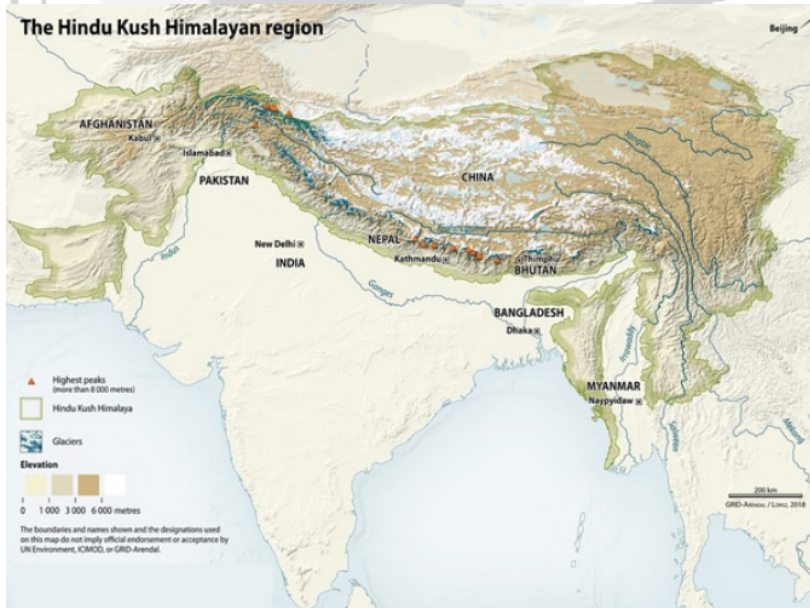 The Hindu Kush Himalayan region
Beijing
AFGHANISTAN
Kabul
Islamabad
PAKISTAN
CHINA
New Delhi
INDIA
NEPAL
Kathmandu
Thimphu
BHUTAN
Indus
Ganges
BANGLADESH
Dhaka
Irrawaddy
MYANMAR
Naypyidaw
Salween
Mekong
Highest peaks
(more than 8 000 metres)
Hindu Kush Himalaya
Glaciers
Elevation
0 1 000 3 000 6 000 metres
The boundaries and names shown and the designations used
on this map do not imply official endorsement or acceptance by
UN Environment, ICIMOD, or GRID-Arendal.
200 km
GRID-ARENDAL / LOPEZ, 2018